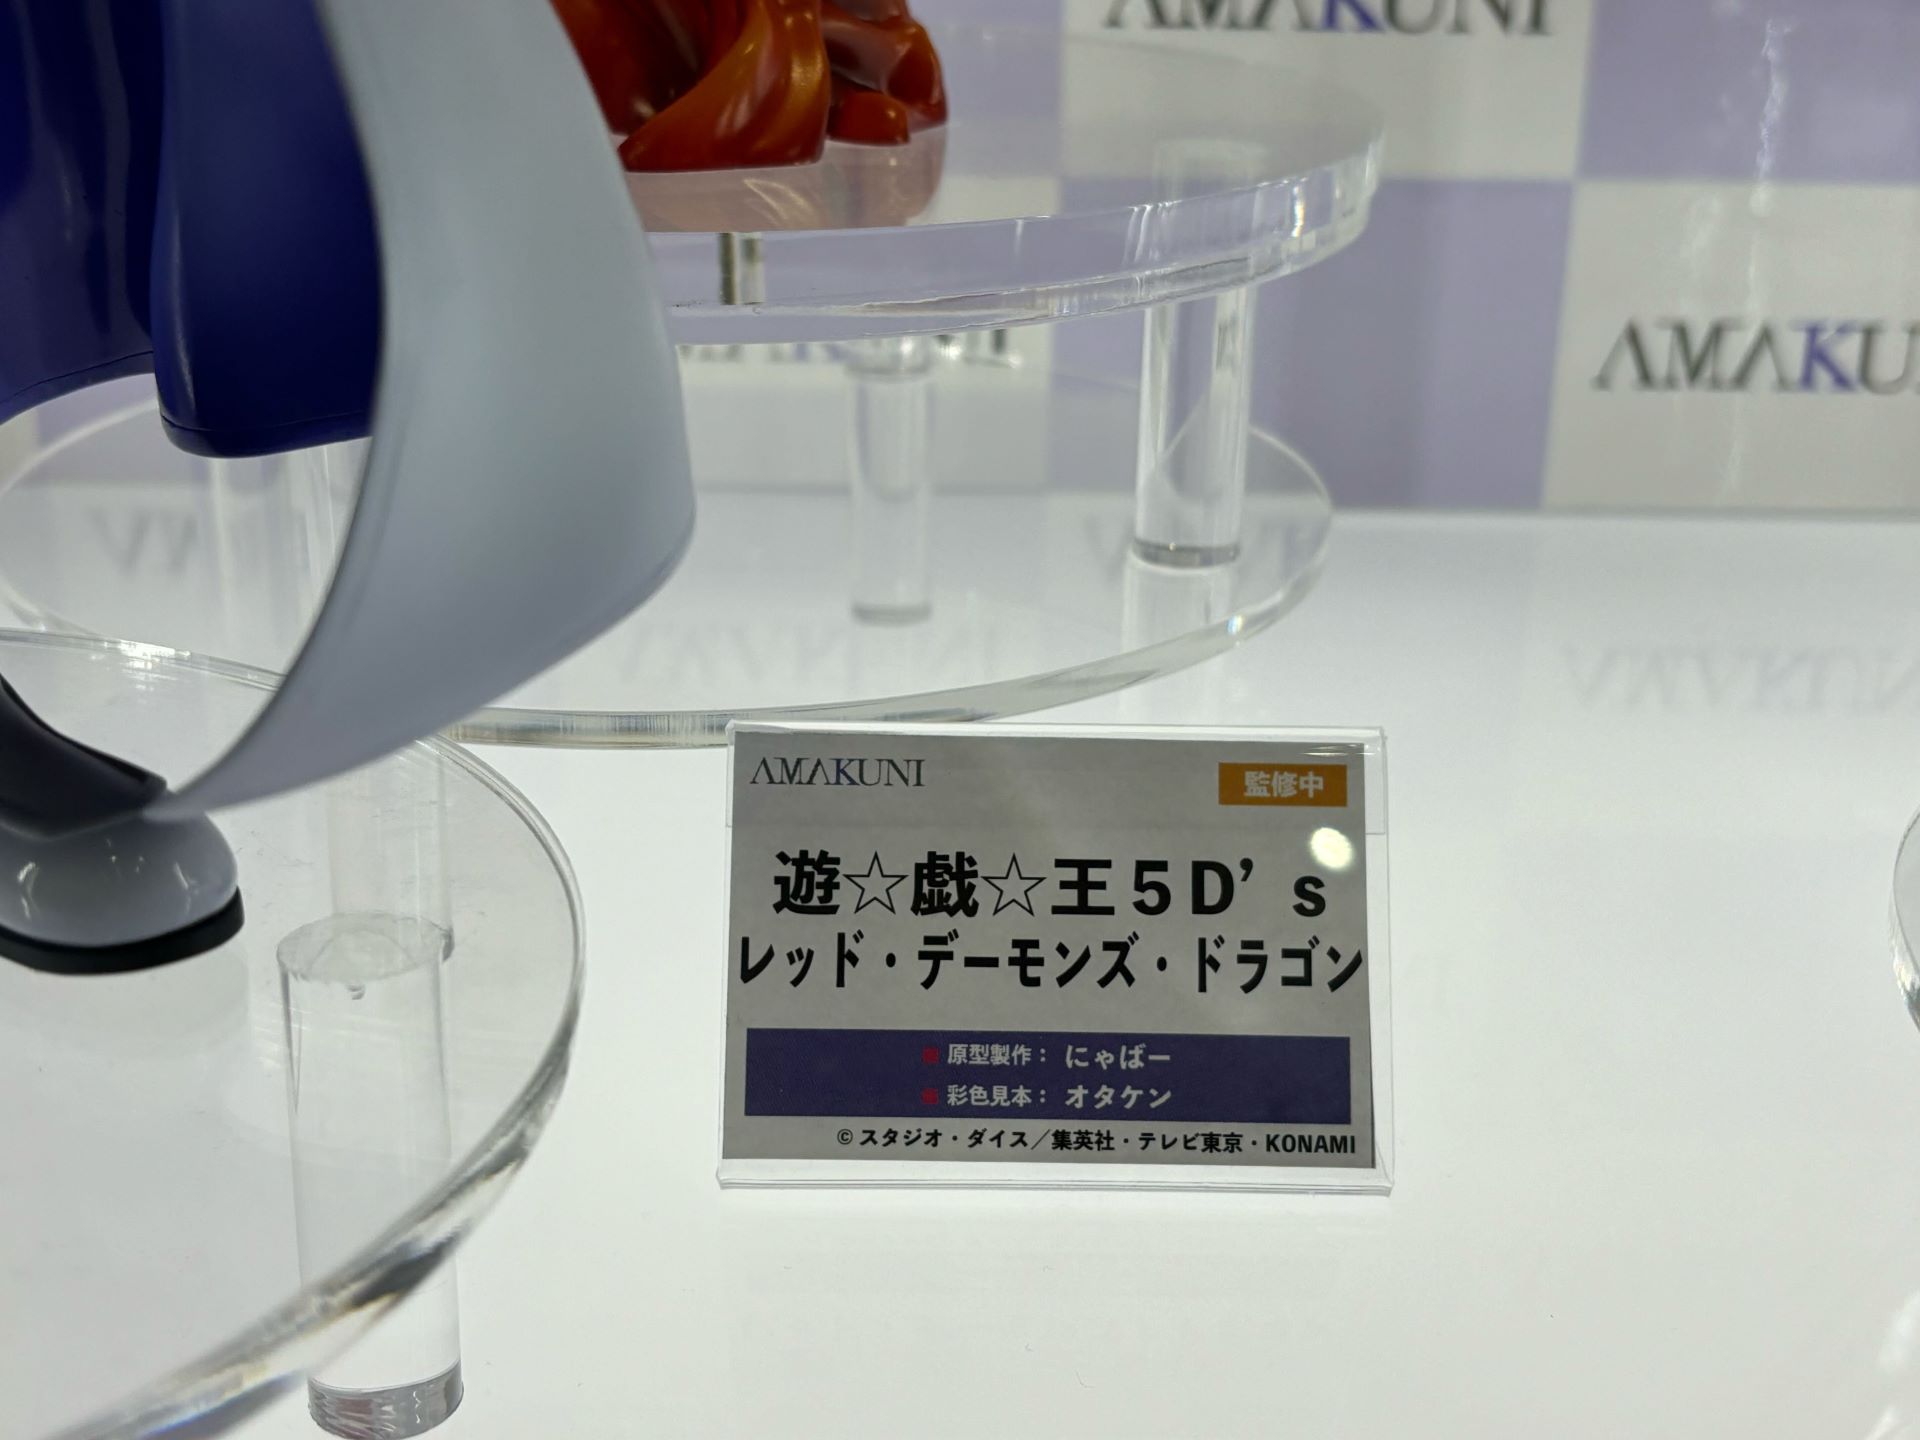 AMAKUNI
AMAKU
AMAKUNI
監修中
遊☆戯☆王5D's
レッド・デーモンズ・ドラゴン
■ 原型製作： にゃばー
■ 彩色見本： オタケン
©スタジオ・ダイス／集英社・テレビ東京・KONAMI